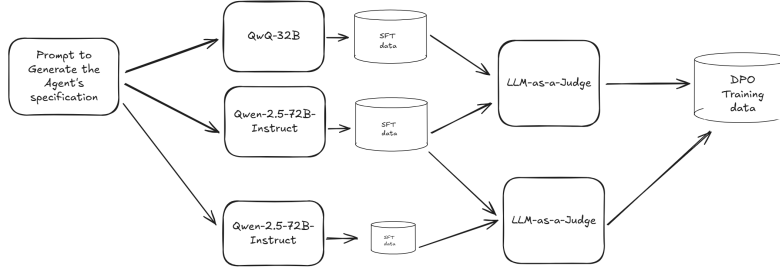 Prompt to
Generate the
Agent's
specification
QwQ-32B
SFT
data
Qwen-2.5-72B-
Instruct
SFT
data
Qwen-2.5-72B-
Instruct
SFT
data
LLM-as-a-Judge
LLM-as-a-Judge
DPO
Training
data